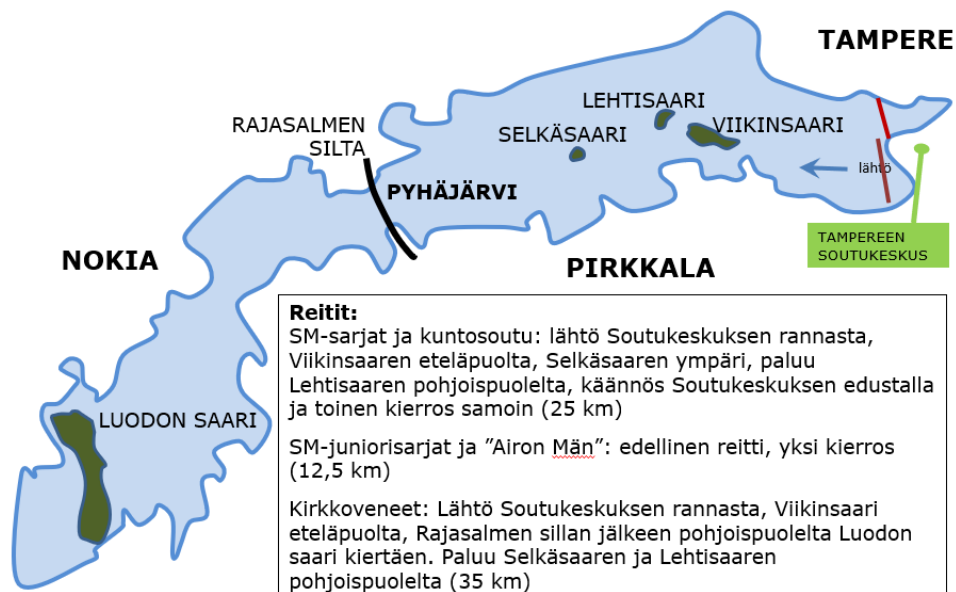 TAMPERE
LEHTISAARI
RAJASALMEN
SILTA
SELKÄSAARI
VIIKINSAARI
lähtö
PYHÄJÄRVI
TAMPEREEN
SOUTUKESKUS
NOKIA
PIRKKALA
LUODON SAARI
Reitit:
SM-sarjat ja kuntosoutu: lähtö Soutukeskuksen rannasta,
Viikinsaaren eteläpuolta, Selkäsaaren ympäri, paluu
Lehtisaaren pohjoispuolelta, käännös Soutukeskuksen edustalla
ja toinen kierros samoin (25 km)
SM-juniorisarjat ja ”Airon Män”: edellinen reitti, yksi kierros
(12,5 km)
Kirkkoveneet: Lähtö Soutukeskuksen rannasta, Viikinsaari
eteläpuolta, Rajasalmen sillan jälkeen pohjoispuolelta Luodon
saari kiertäen. Paluu Selkäsaaren ja Lehtisaaren
pohjoispuolelta (35 km)